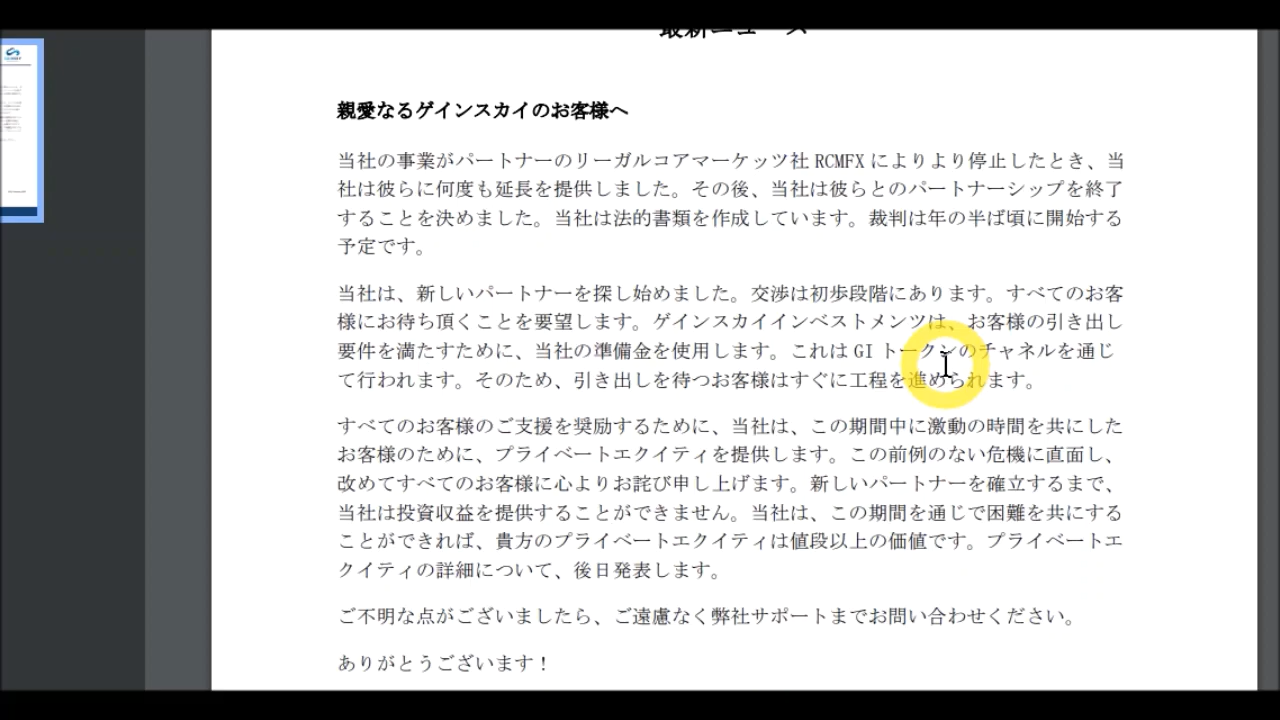 最新ニュース
親愛なるゲインスカイのお客様へ
当社の事業がパートナーのリーガルコアマーケッツ社 RCMFX によりより停止したとき、当
社は彼らに何度も延長を提供しました。その後、当社は彼らとのパートナーシップを終了
することを決めました。当社は法的書類を作成しています。裁判は年の半ば頃に開始する
予定です。
当社は、新しいパートナーを探し始めました。交渉は初歩段階にあります。すべてのお客
様にお待ち頂くことを要望します。ゲインスカイインベストメンツは、お客様の引き出し
要件を満たすために、当社の準備金を使用します。これは GI トークンのチャネルを通じ
て行われます。そのため、引き出しを待つお客様はすぐに工程を進められます。
すべてのお客様のご支援を奨励するために、当社は、この期間中に激動の時間を共にした
お客様のために、プライベートエクイティを提供します。この前例のない危機に直面し、
改めてすべてのお客様に心よりお詫び申し上げます。新しいパートナーを確立するまで、
当社は投資収益を提供することができません。当社は、この期間を通じで困難を共にする
ことができれば、貴方のプライベートエクイティは値段以上の価値です。プライベートエ
クイティの詳細について、後日発表します。
ご不明な点がございましたら、ご遠慮なく弊社サポートまでお問い合わせください。
ありがとうございます！